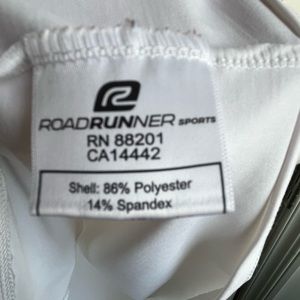 ROADRUNNER SPORTS
RN 88201
CA14442
Shell: 86% Polyester
14% Spandex